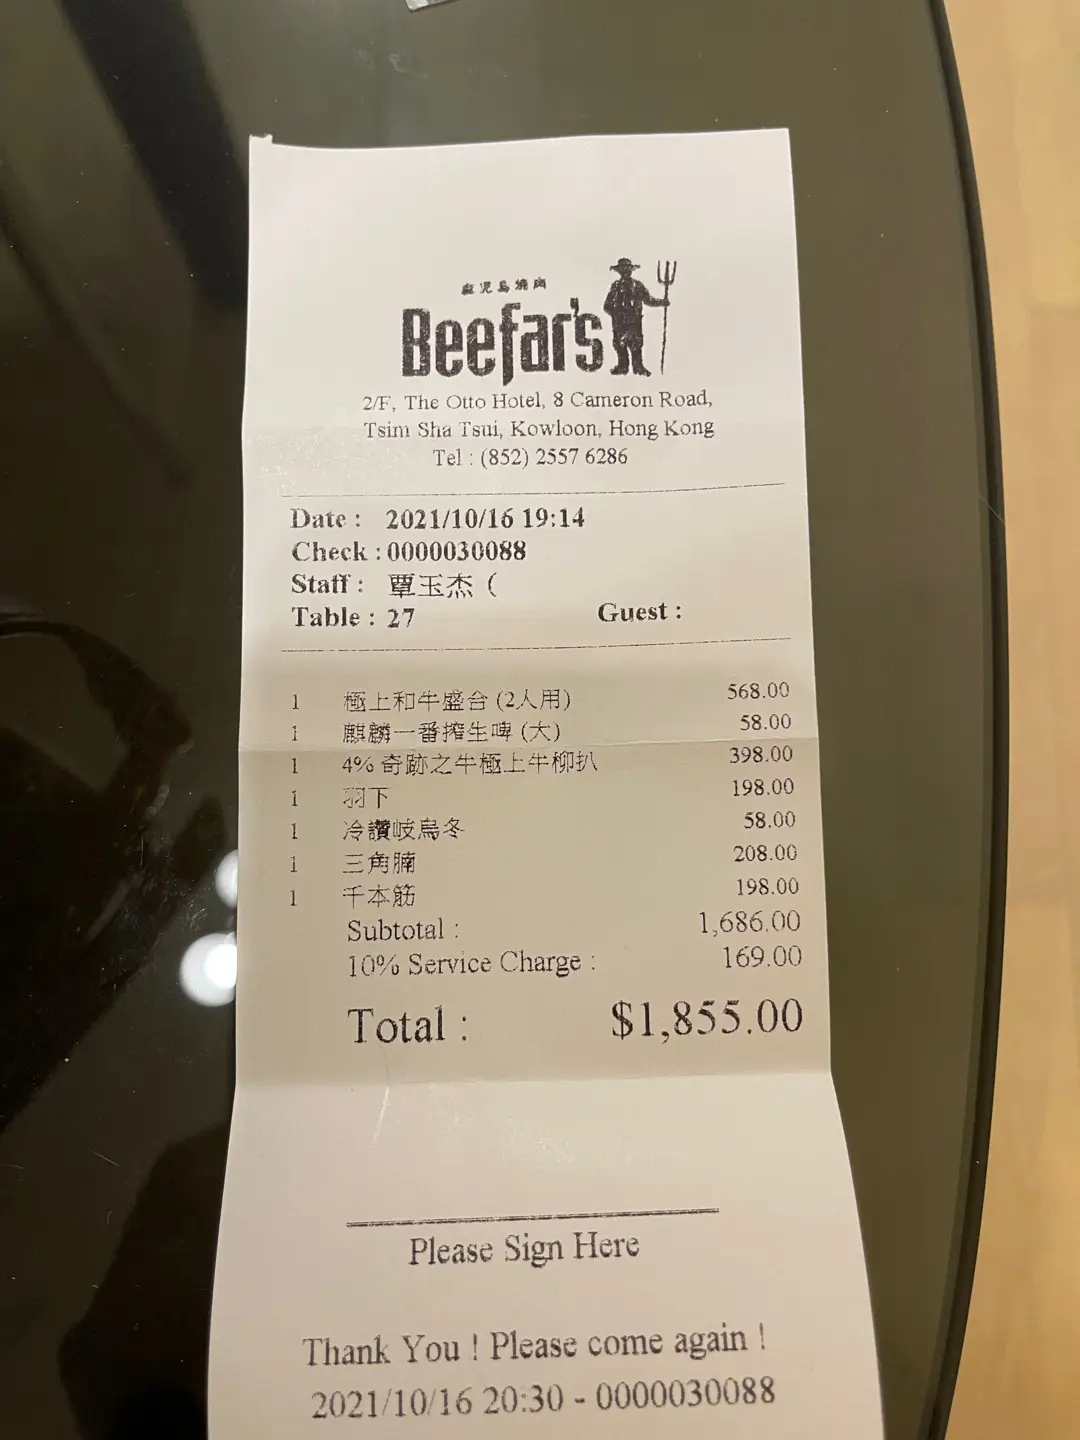 鹿児島燒肉
Beefar's
2/F, The Otto Hotel, 8 Cameron Road,
Tsim Sha Tsui, Kowloon, Hong Kong
Tel : (852) 2557 6286
Date : 2021/10/16 19:14
Check : 0000030088
Staff : 覃玉杰 (
Table : 27 Guest :
1 極上和牛盛合 (2人用) 568.00
1 麒麟一番搾生啤 (大) 58.00
1 4% 奇跡之牛極上牛柳扒 398.00
1 羽下 198.00
1 冷讚岐烏冬 58.00
1 三角腩 208.00
1 千本筋 198.00
Subtotal : 1,686.00
10% Service Charge : 169.00
Total : $1,855.00
Please Sign Here
Thank You ! Please come again !
2021/10/16 20:30 - 0000030088